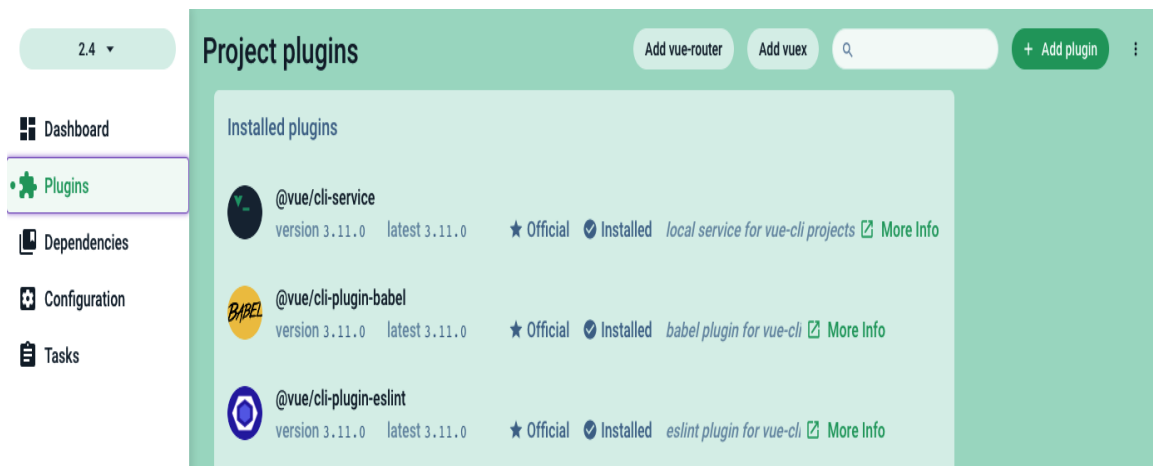 2.4
Project plugins
Add vue-router
Add vuex
+ Add plugin
Dashboard
Plugins
Dependencies
Configuration
Tasks
Installed plugins
@vue/cli-service
version 3.11.0 latest 3.11.0 Official Installed local service for vue-cli projects More Info
BABEL
@vue/cli-plugin-babel
version 3.11.0 latest 3.11.0 Official Installed babel plugin for vue-cli More Info
@vue/cli-plugin-eslint
version 3.11.0 latest 3.11.0 Official Installed eslint plugin for vue-cli More Info